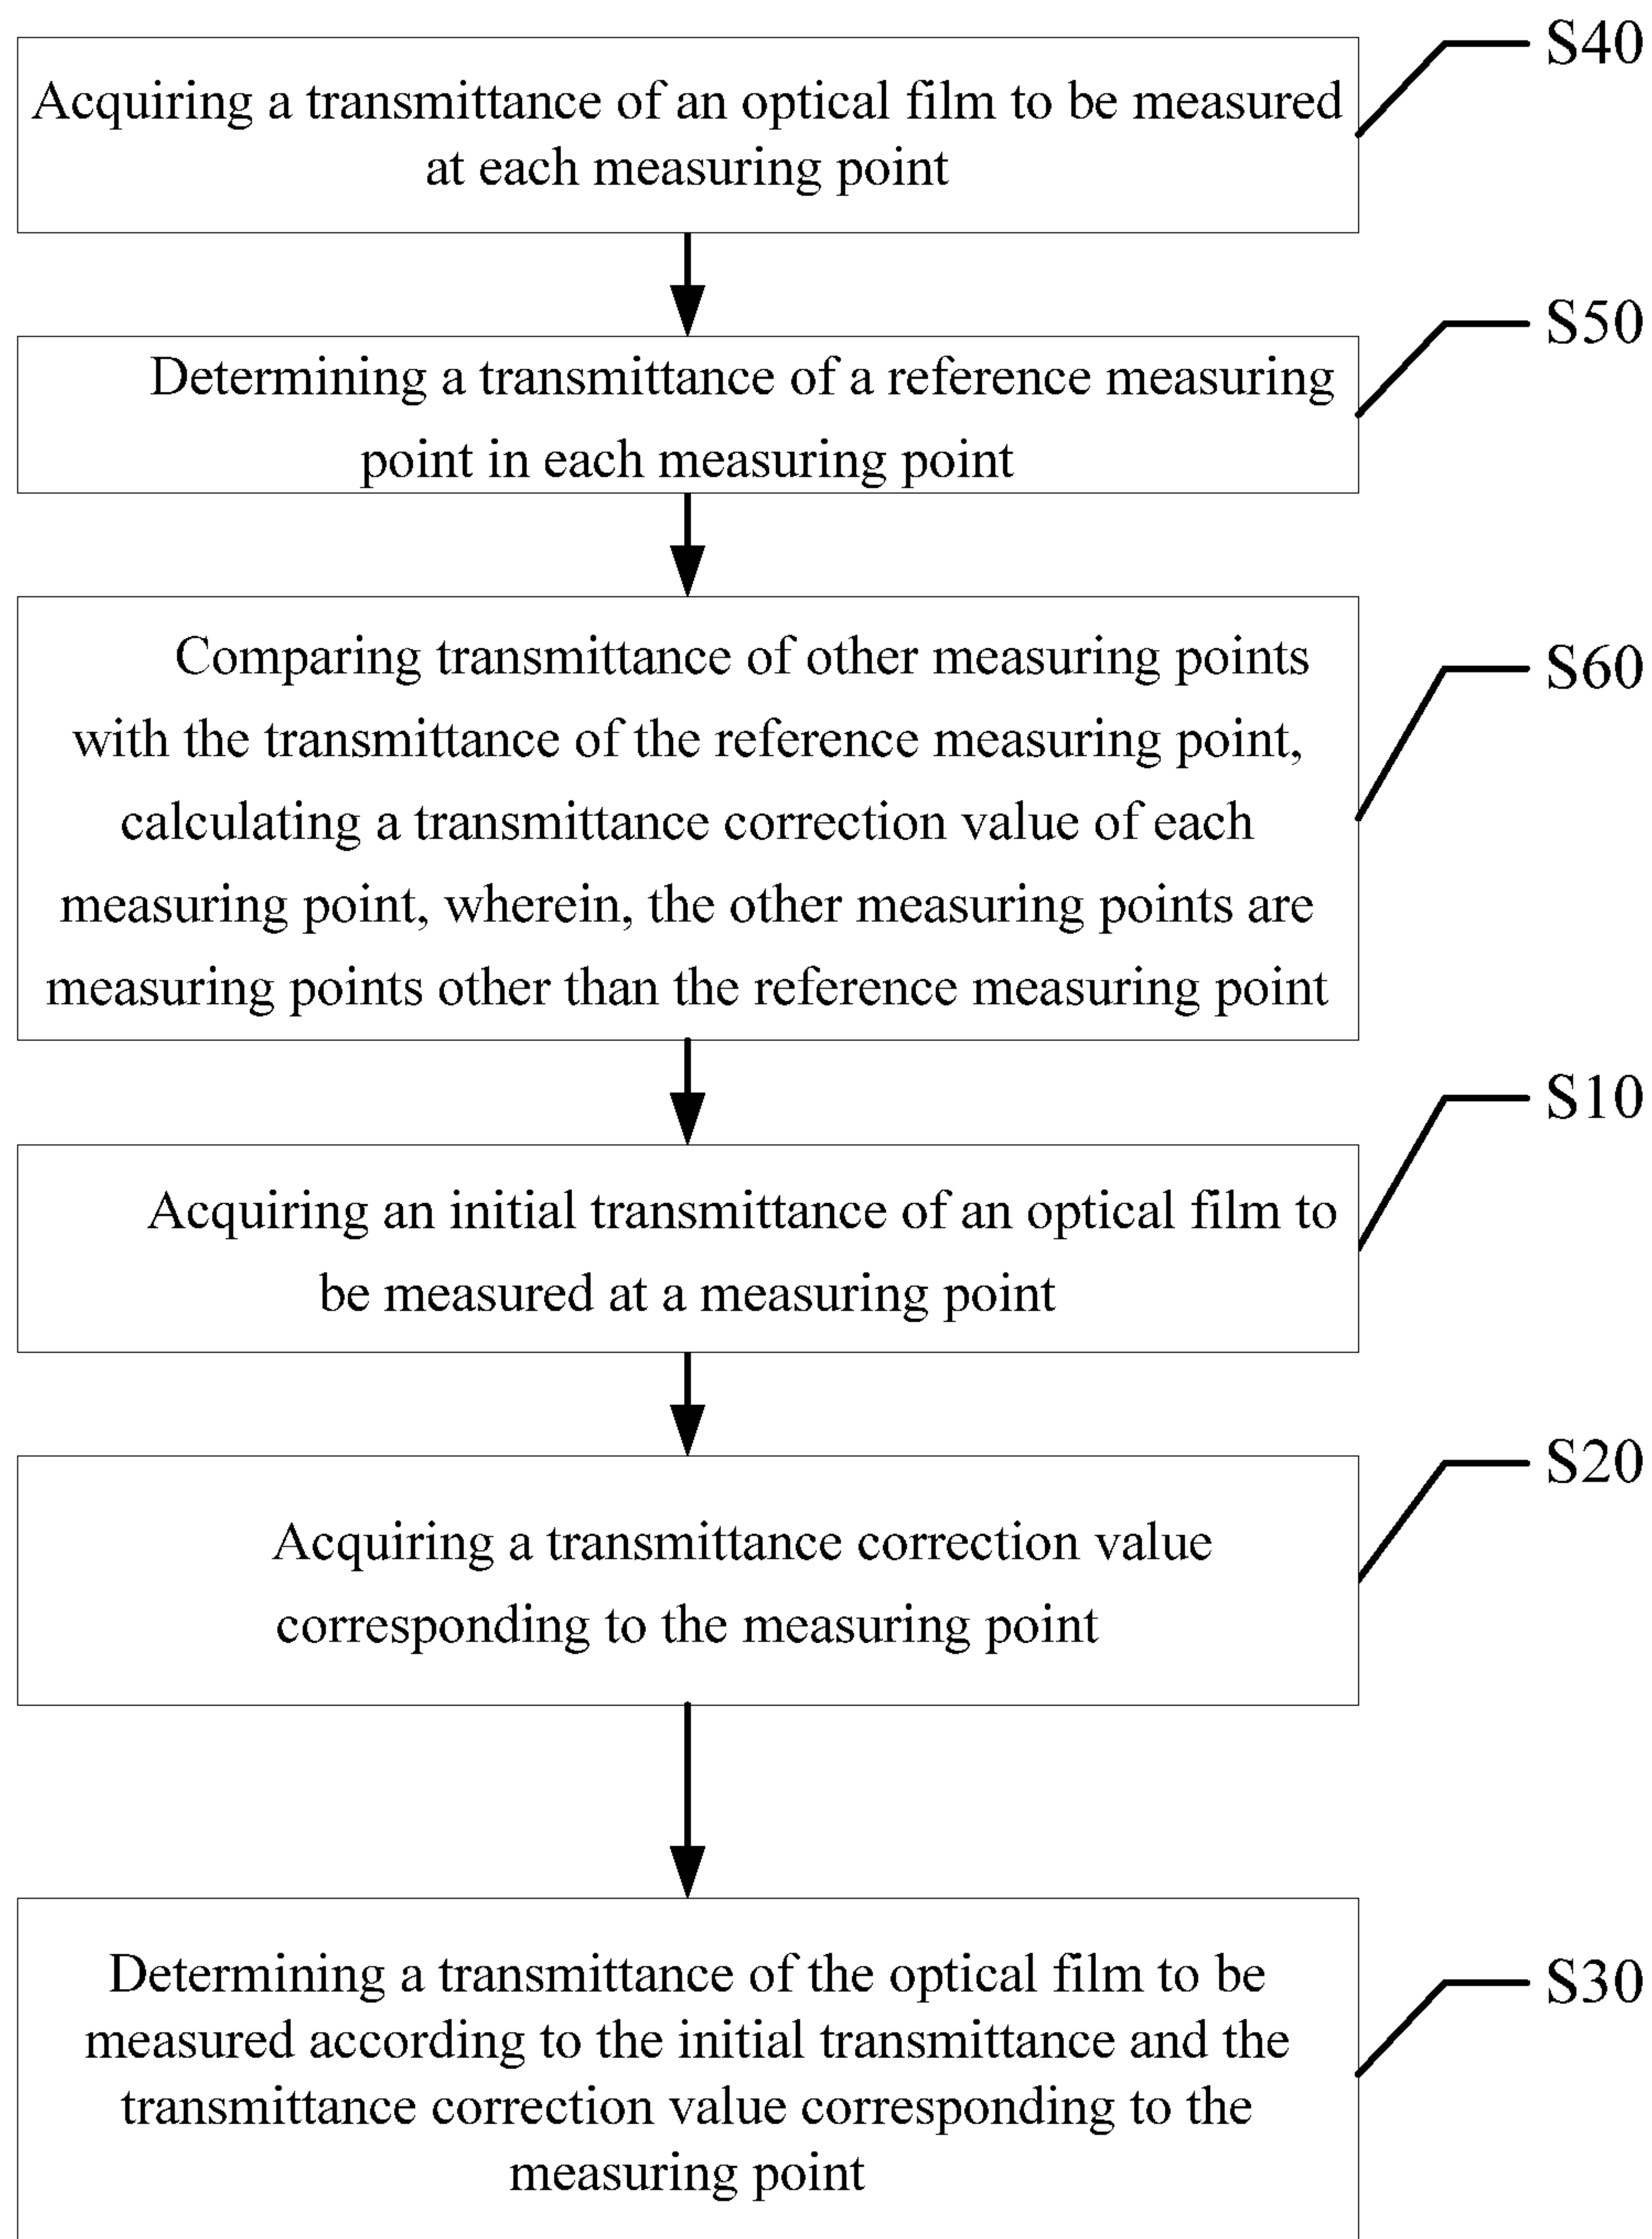 S40
Acquiring a transmittance of an optical film to be measured
at each measuring point
S50
Determining a transmittance of a reference measuring
point in each measuring point
S60
Comparing transmittance of other measuring points
with the transmittance of the reference measuring point,
calculating a transmittance correction value of each
measuring point, wherein, the other measuring points are
measuring points other than the reference measuring point
S10
Acquiring an initial transmittance of an optical film to
be measured at a measuring point
S20
Acquiring a transmittance correction value
corresponding to the measuring point
S30
Determining a transmittance of the optical film to be
measured according to the initial transmittance and the
transmittance correction value corresponding to the
measuring point